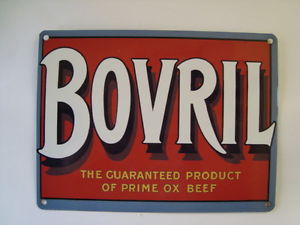 BOVRIL
THE GUARANTEED PRODUCT
OF PRIME OX BEEF